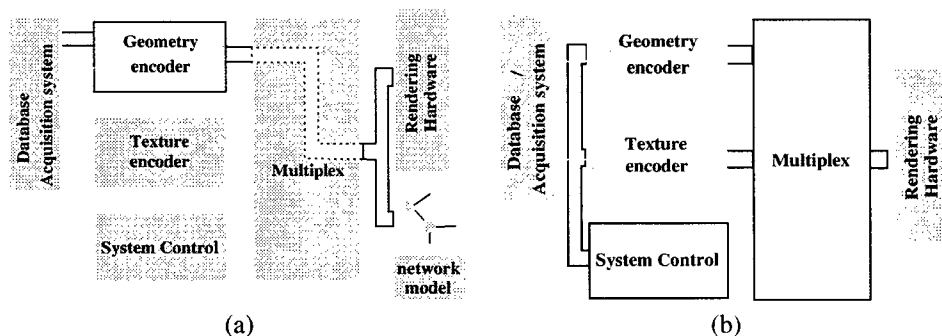 Database
Acquisition system
Geometry
encoder
Texture
encoder
System Control
Multiplex
Rendering
Hardware
network
model
(a)
Database /
Acquisition system
Geometry
encoder
Texture
encoder
System Control
Multiplex
Rendering
Hardware
(b)